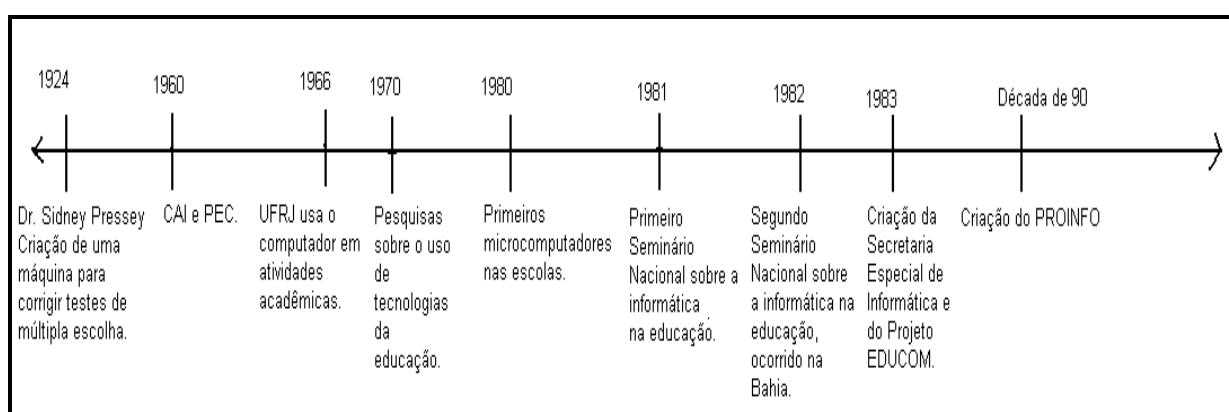 1924
1960
1966
1970
1980
1981
1982
1983
Década de 90
Dr. Sidney Pressey
Criação de uma
máquina para
corrigir testes de
múltipla escolha.
CAI e PEC.
UFRJ usa o
computador em
atividades
acadêmicas.
Pesquisas
sobre o uso
de
tecnologias
da
educação.
Primeiros
microcomputadores
nas escolas.
Primeiro
Seminário
Nacional sobre a
informática
na educação.
Segundo
Seminário
Nacional sobre
a informática na
educação,
ocorrido na
Bahia.
Criação da
Secretaria
Especial de
Informática e
do Projeto
EDUCOM.
Criação do PROINFO